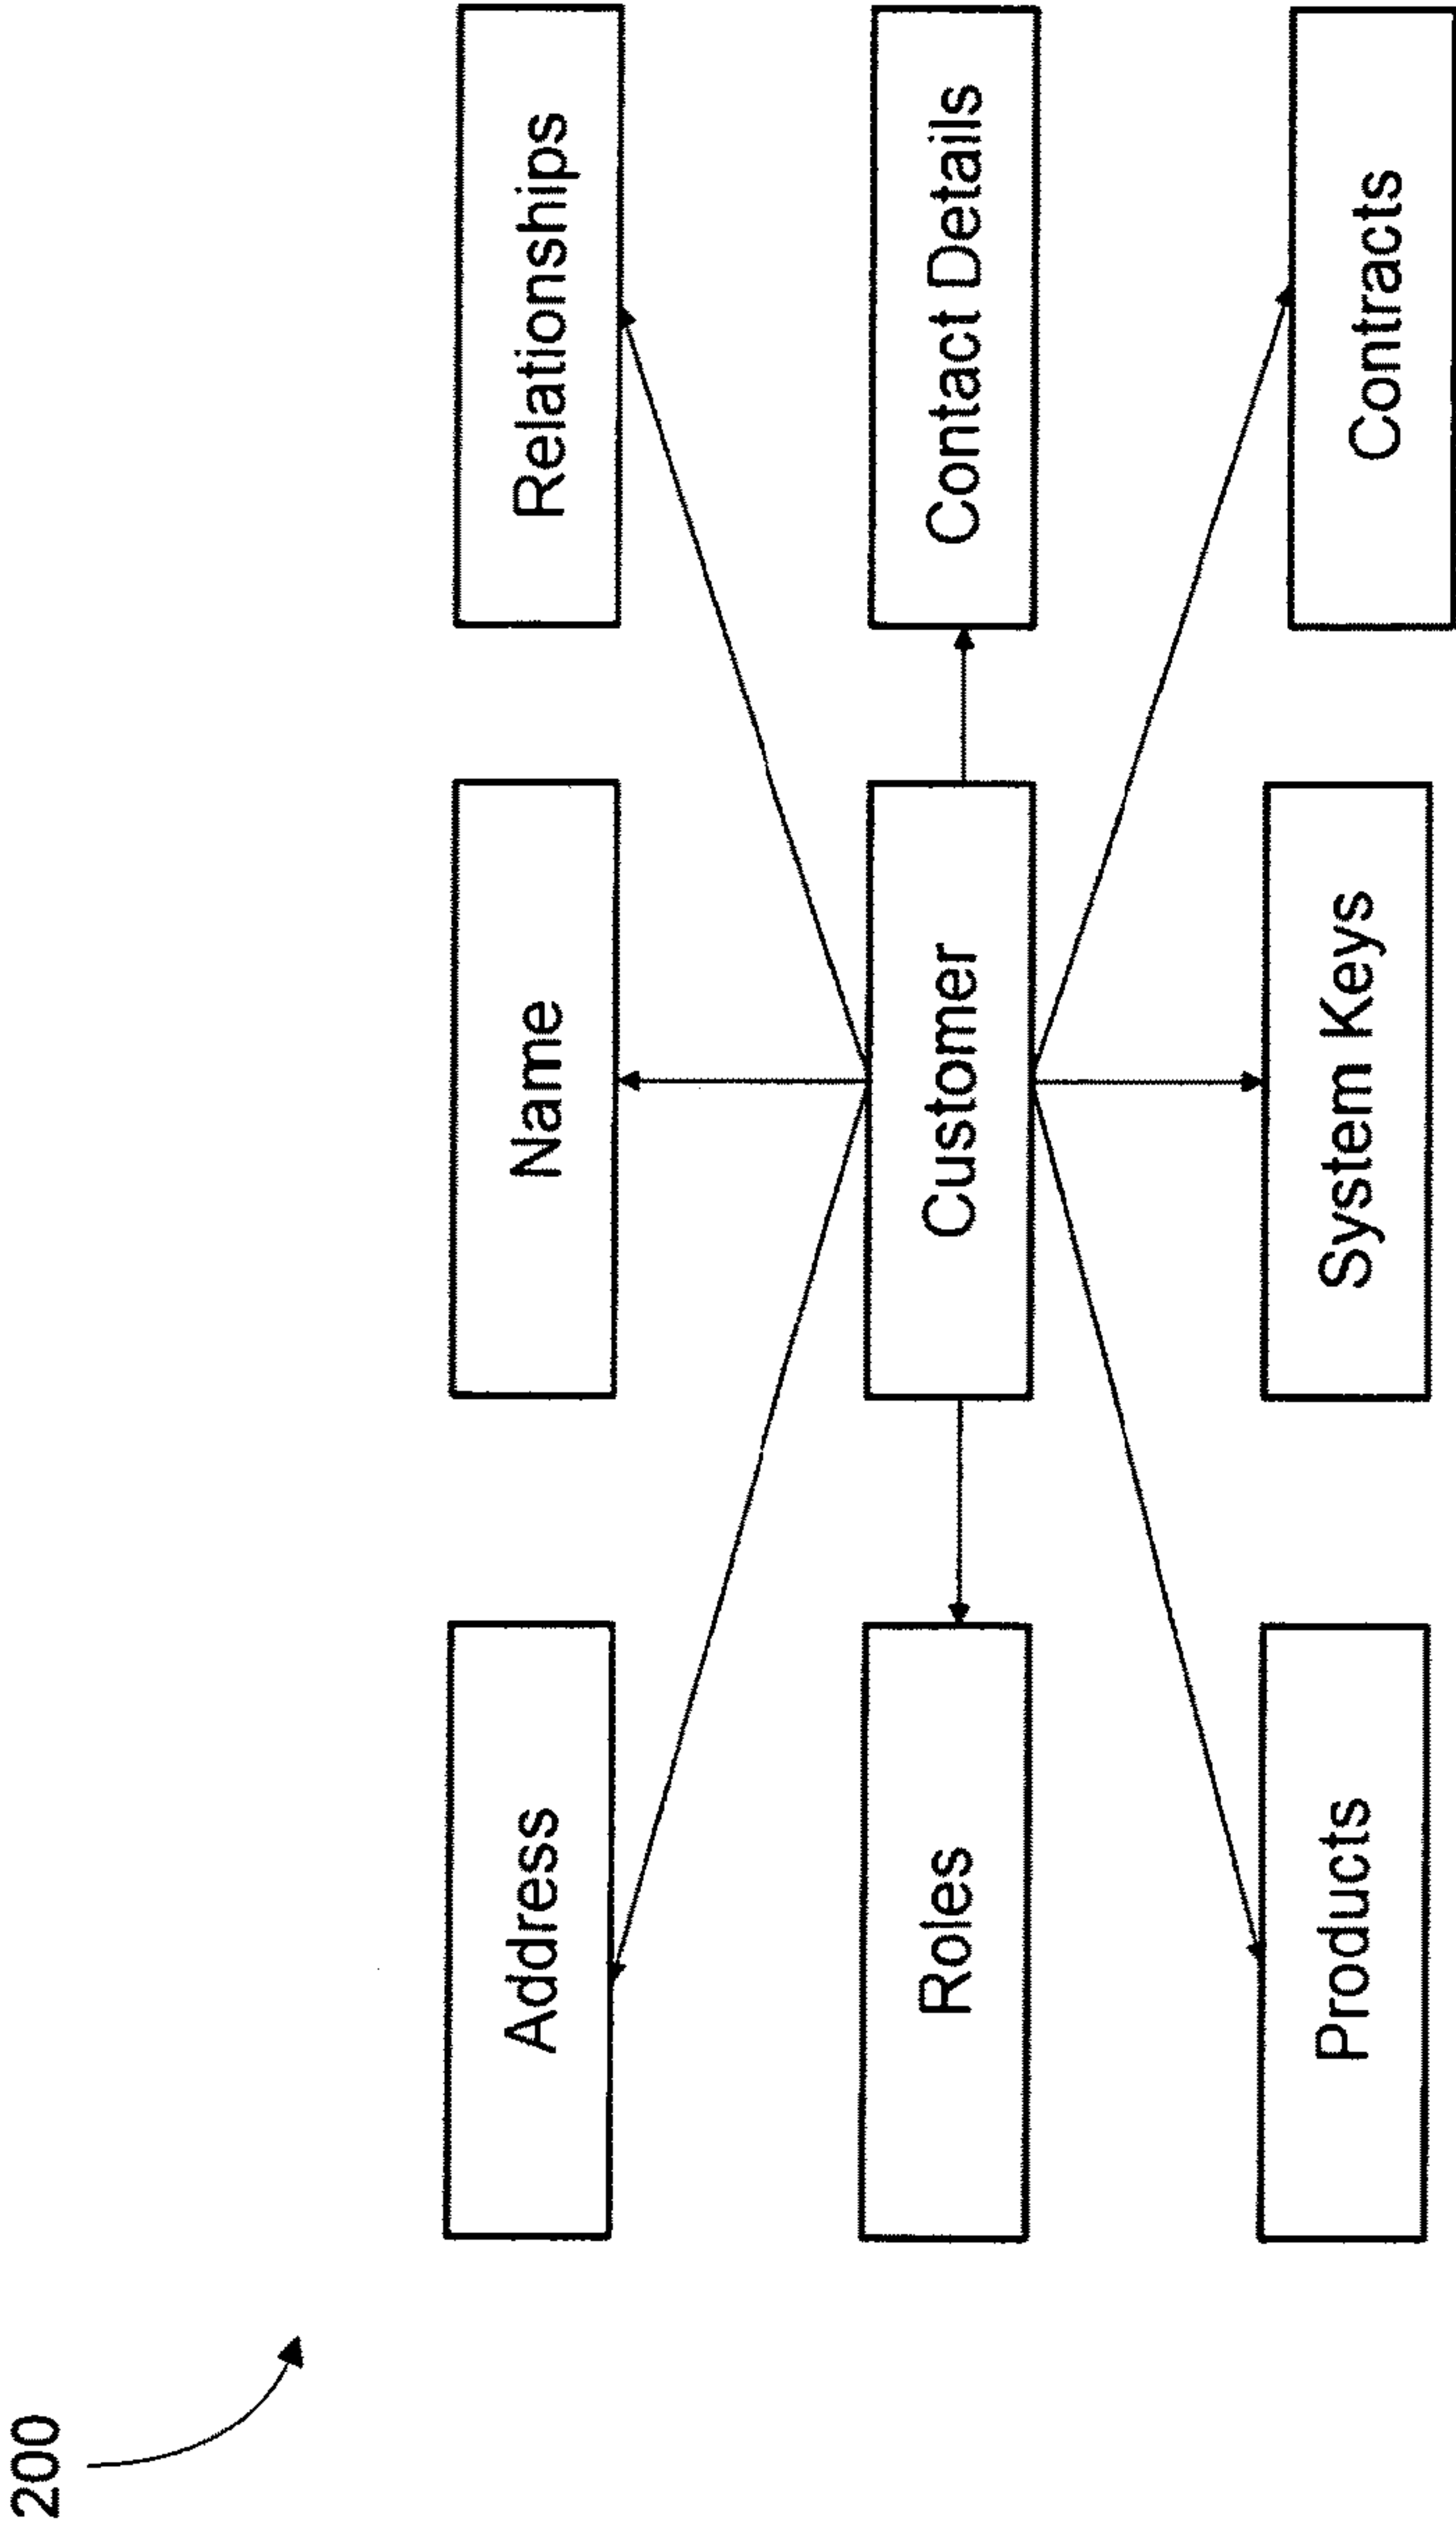 200
Address
Name
Relationships
Roles
Customer
Contact Details
Products
System Keys
Contracts